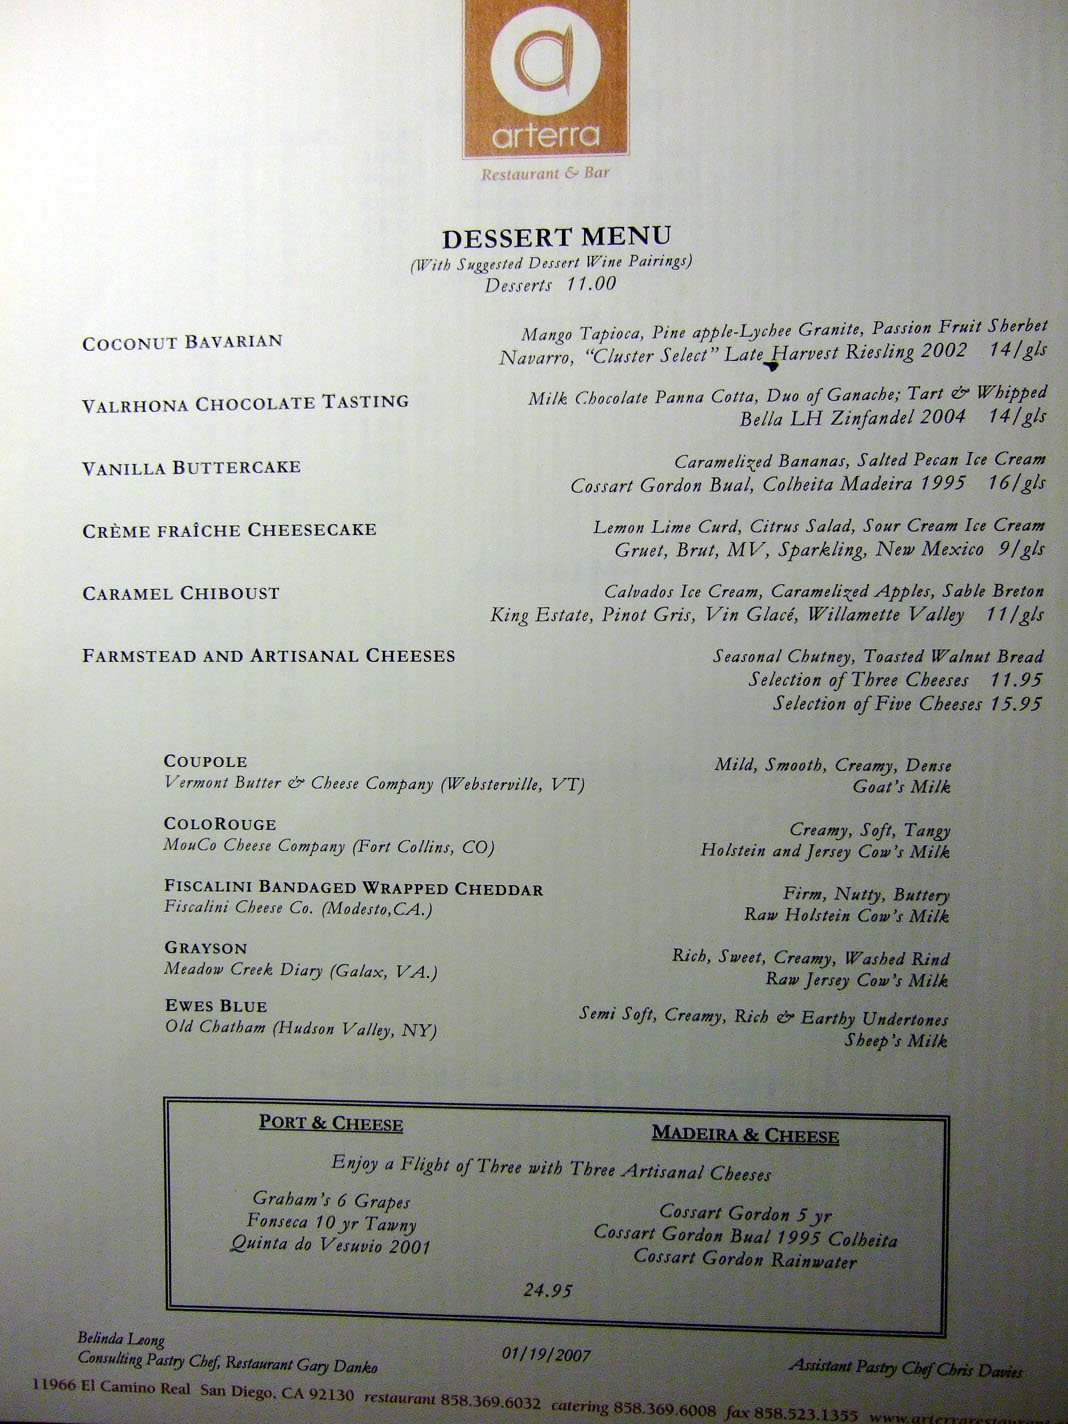 arterra
Restaurant & Bar
DESSERT MENU
(With Suggested Dessert Wine Pairings)
Desserts 11.00
COCONUT BAVARIAN
Mango Tapioca, Pine apple-Lychee Granite, Passion Fruit Sherbet
Navarro, "Cluster Select" Late Harvest Riesling 2002 14/gls
VALRHONA CHOCOLATE TASTING
Milk Chocolate Panna Cotta, Duo of Ganache; Tart & Whipped
Bella LH Zinfandel 2004 14/gls
VANILLA BUTTERCAKE
Caramelized Bananas, Salted Pecan Ice Cream
Cossart Gordon Bual, Colheita Madeira 1995 16/gls
CRÈME FRAÎCHE CHEESECAKE
Lemon Lime Curd, Citrus Salad, Sour Cream Ice Cream
Gruet, Brut, MV, Sparkling, New Mexico 9/gls
CARAMEL CHIBOUST
Calvados Ice Cream, Caramelized Apples, Sable Breton
King Estate, Pinot Gris, Vin Glacé, Willamette Valley 11/gls
FARMSTEAD AND ARTISANAL CHEESES
Seasonal Chutney, Toasted Walnut Bread
Selection of Three Cheeses 11.95
Selection of Five Cheeses 15.95
COUPOLE
Mild, Smooth, Creamy, Dense
Vermont Butter & Cheese Company (Websterville, VT)
Goat's Milk
COLOROUGE
Creamy, Soft, Tangy
MouCo Cheese Company (Fort Collins, CO)
Holstein and Jersey Cow's Milk
FISCALINI BANDAGED WRAPPED CHEDDAR
Firm, Nutty, Buttery
Fiscalini Cheese Co. (Modesto,CA.)
Raw Holstein Cow's Milk
GRAYSON
Rich, Sweet, Creamy, Washed Rind
Meadow Creek Diary (Galax, VA.)
Raw Jersey Cow's Milk
EWES BLUE
Semi Soft, Creamy, Rich & Earthy Undertones
Old Chatham (Hudson Valley, NY)
Sheep's Milk
PORT & CHEESE
MADEIRA & CHEESE
Enjoy a Flight of Three with Three Artisanal Cheeses
Graham's 6 Grapes
Fonseca 10 yr Tawny
Quinta do Vesuvio 2001
Cossart Gordon 5 yr
Cossart Gordon Bual 1995 Colheita
Cossart Gordon Rainwater
24.95
Belinda Leong
Consulting Pastry Chef, Restaurant Gary Danko
01/19/2007
Assistant Pastry Chef Chris Davies
11966 El Camino Real San Diego, CA 92130 restaurant 858.369.6032 catering 858.369.6008 fax 858.523.1355